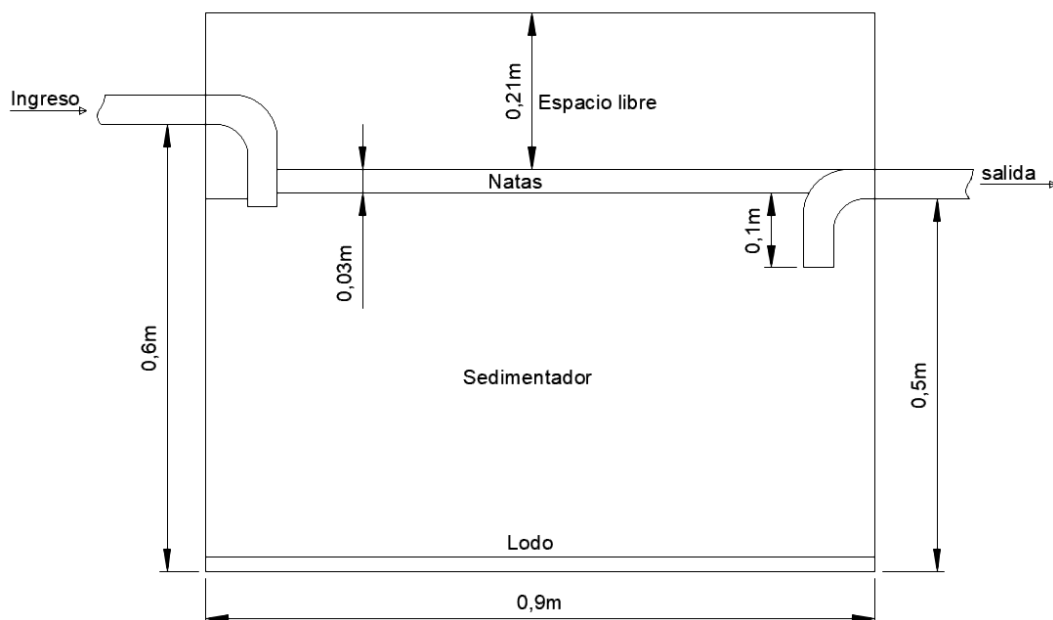 0,21m
Ingreso
Espacio libre
salida
Natas
0,1m
0,03m
0,6m
Sedimentador
0,5m
Lodo
0,9m